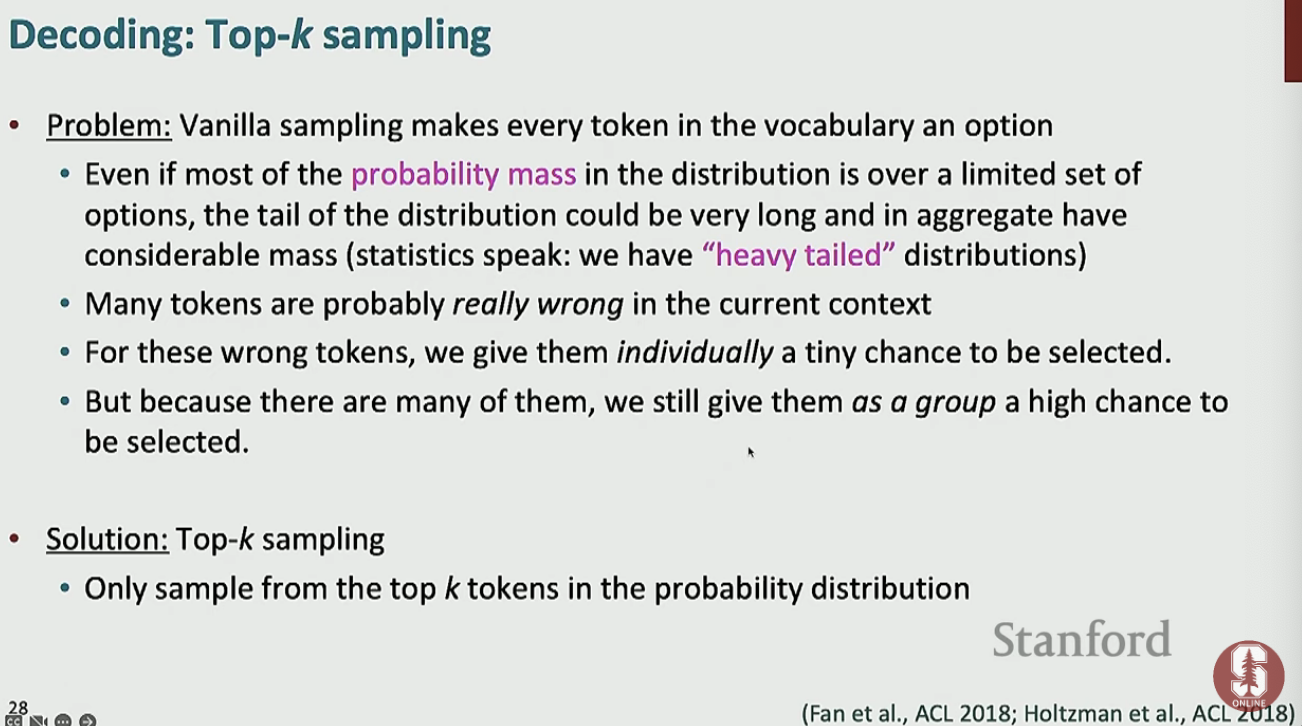 Decoding: Top-k sampling
• Problem: Vanilla sampling makes every token in the vocabulary an option
• Even if most of the probability mass in the distribution is over a limited set of
options, the tail of the distribution could be very long and in aggregate have
considerable mass (statistics speak: we have “heavy tailed” distributions)
• Many tokens are probably really wrong in the current context
• For these wrong tokens, we give them individually a tiny chance to be selected.
• But because there are many of them, we still give them as a group a high chance to
be selected.
• Solution: Top-k sampling
• Only sample from the top k tokens in the probability distribution
Stanford
S
ONLINE
28
CC
(Fan et al., ACL 2018; Holtzman et al., ACL 2018)